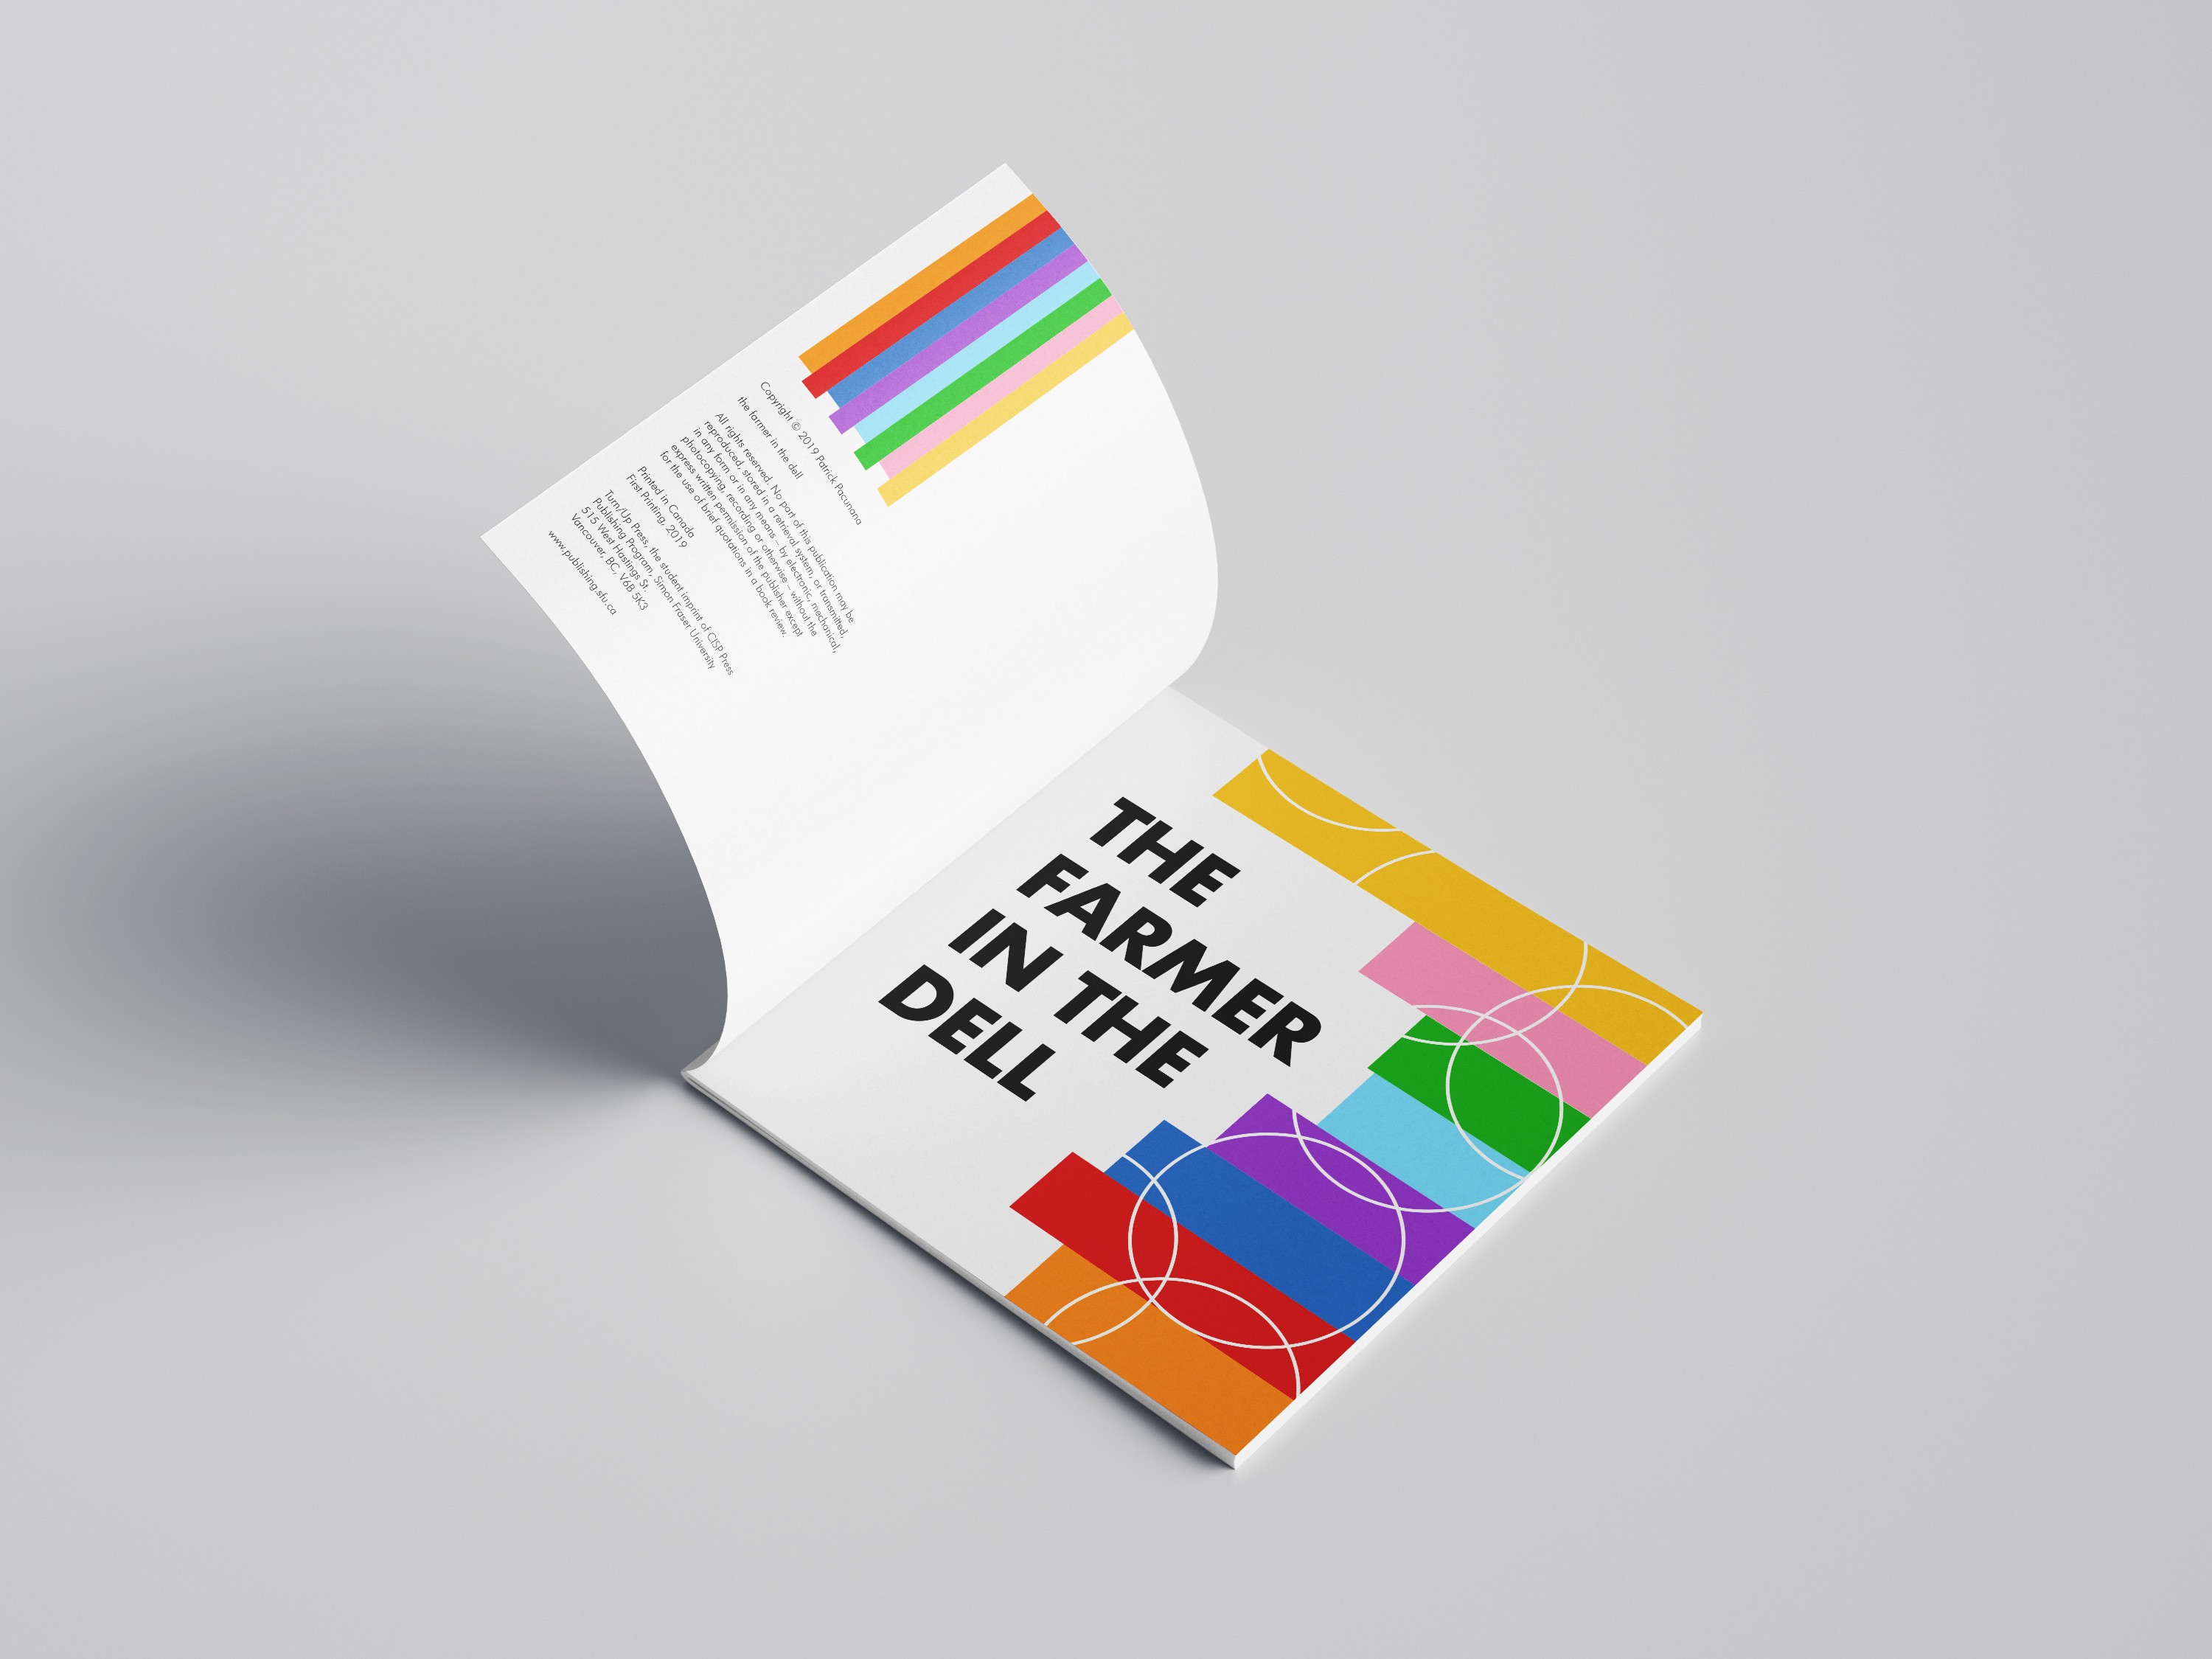 Copyright © 2019 Patrick Pacunana
the farmer in the dell
All rights reserved. No part of this publication may be
reproduced, stored in a retrieval system, or transmitted,
in any form or in any means – by electronic, mechanical,
photocopying, recording or otherwise – without the
express written permission of the publisher except
for the use of brief quotations in a book review.
Printed in Canada
First Printing, 2019
Turn/Up Press, the student imprint of CISP Press
Publishing Program, Simon Fraser University
515 West Hastings St.
Vancouver, BC, V6B 5K3
www.publishing.sfu.ca
THE
FARMER
IN THE
DELL